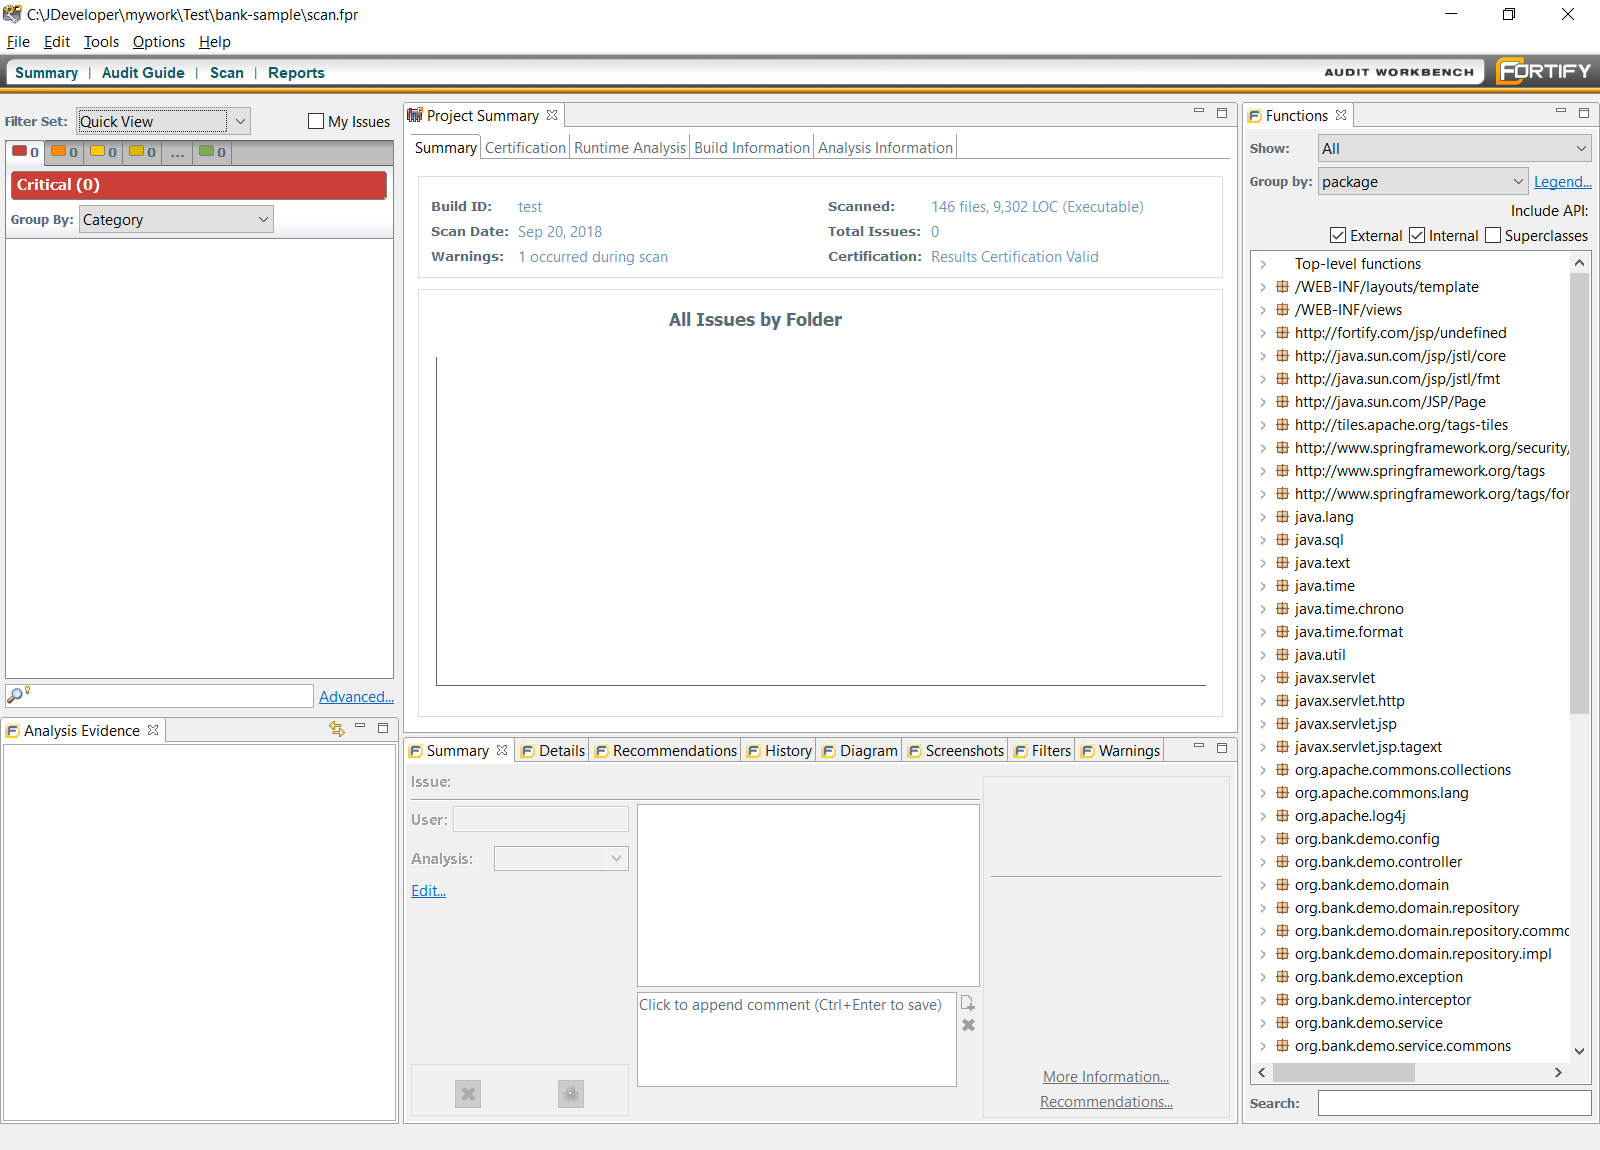 C:\JDeveloper\mywork\Test\bank-sample\scan.fpr
File Edit Tools Options Help
Summary | Audit Guide | Scan | Reports
AUDIT WORKBENCH FORTIFY
Filter Set: Quick View My Issues
0 0 0 0 ... 0
Critical (0)
Group By: Category
Advanced...
Analysis Evidence
Project Summary
Summary Certification Runtime Analysis Build Information Analysis Information
Build ID: test
Scan Date: Sep 20, 2018
Warnings: 1 occurred during scan
Scanned: 146 files, 9,302 LOC (Executable)
Total Issues: 0
Certification: Results Certification Valid
All Issues by Folder
Summary Details Recommendations History Diagram Screenshots Filters Warnings
Issue:
User:
Analysis:
Edit...
Click to append comment (Ctrl+Enter to save)
More Information...
Recommendations...
Functions
Show: All
Group by: package Legend...
Include API:
External Internal Superclasses
Top-level functions
/WEB-INF/layouts/template
/WEB-INF/views
http://fortify.com/jsp/undefined
http://java.sun.com/jsp/jstl/core
http://java.sun.com/jsp/jstl/fmt
http://java.sun.com/JSP/Page
http://tiles.apache.org/tags-tiles
http://www.springframework.org/security/
http://www.springframework.org/tags
http://www.springframework.org/tags/for
java.lang
java.sql
java.text
java.time
java.time.chrono
java.time.format
java.util
javax.servlet
javax.servlet.http
javax.servlet.jsp
javax.servlet.jsp.tagext
org.apache.commons.collections
org.apache.commons.lang
org.apache.log4j
org.bank.demo.config
org.bank.demo.controller
org.bank.demo.domain
org.bank.demo.domain.repository
org.bank.demo.domain.repository.commo
org.bank.demo.domain.repository.impl
org.bank.demo.exception
org.bank.demo.interceptor
org.bank.demo.service
org.bank.demo.service.commons
Search: